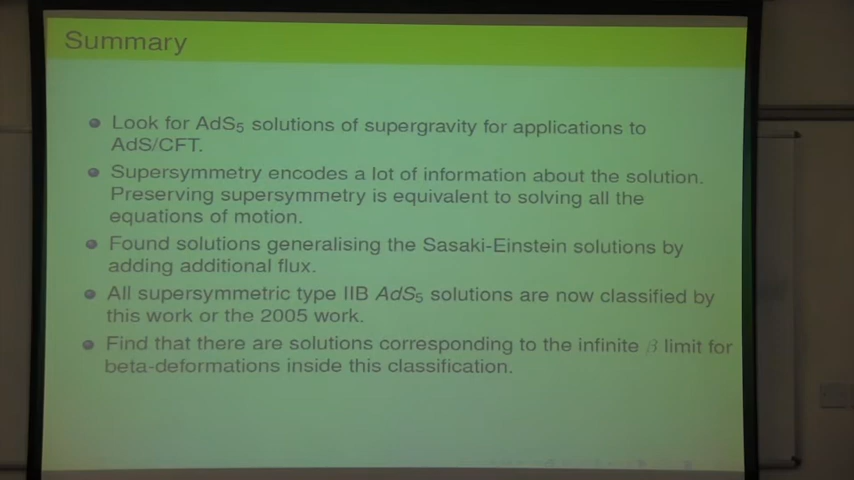 Summary
Look for AdS5 solutions of supergravity for applications to
AdS/CFT.
Supersymmetry encodes a lot of information about the solution.
Preserving supersymmetry is equivalent to solving all the
equations of motion.
Found solutions generalising the Sasaki-Einstein solutions by
adding additional flux.
All supersymmetric type IIB AdS5 solutions are now classified by
this work or the 2005 work.
Find that there are solutions corresponding to the infinite β limit for
beta-deformations inside this classification.